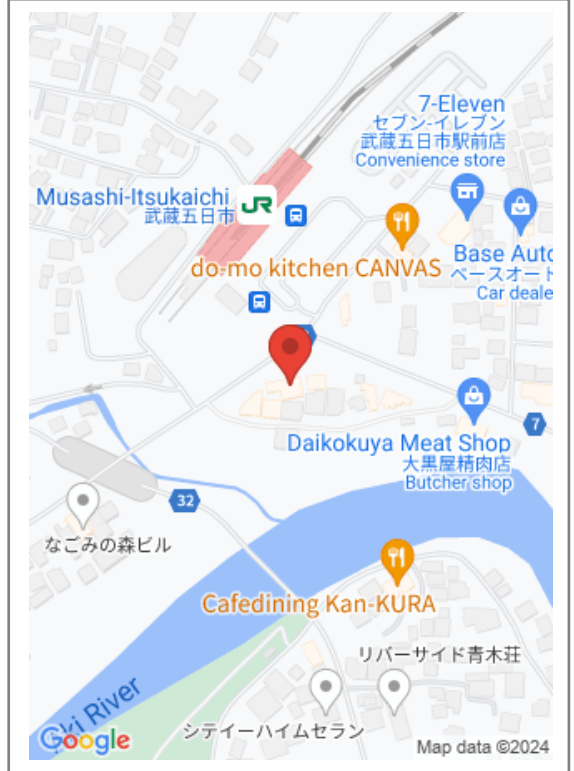 7-Eleven
セブン-イレブン
武蔵五日市駅前店
Convenience store
Musashi-Itsukaichi
武蔵五日市
JR
do-mo kitchen CANVAS
Base Auto
ベースオート
Car deale
Daikokuya Meat Shop
大黒屋精肉店
Butcher shop
7
32
なごみの森ビル
Cafedining Kan-KURA
リバーサイド青木荘
シティーハイムセラン
River
Google
Map data ©2024